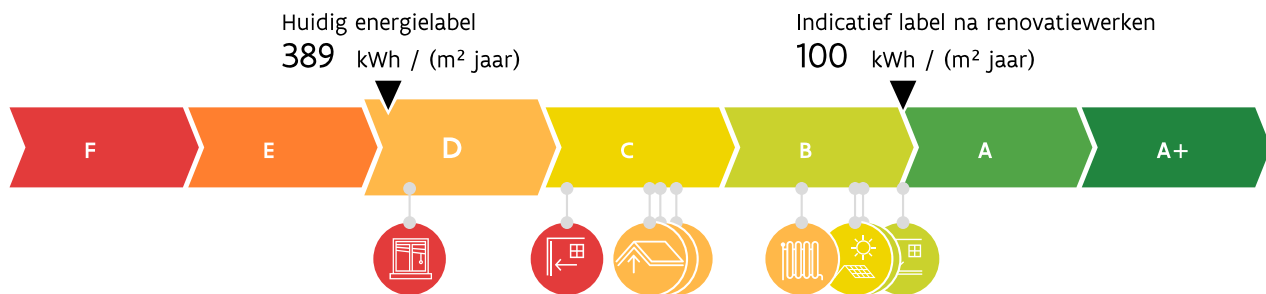 Huidig energielabel
389 kWh / (m² jaar)
Indicatief label na renovatiewerken
100 kWh / (m² jaar)
F E D C B A A+